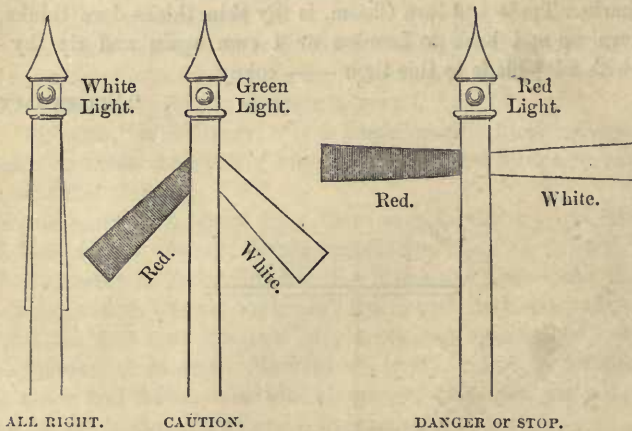 White
Light.
Green
Light.
Red
Light.
Red.
White.
Red.
White.
ALL RIGHT.
CAUTION.
DANGER OR STOP.